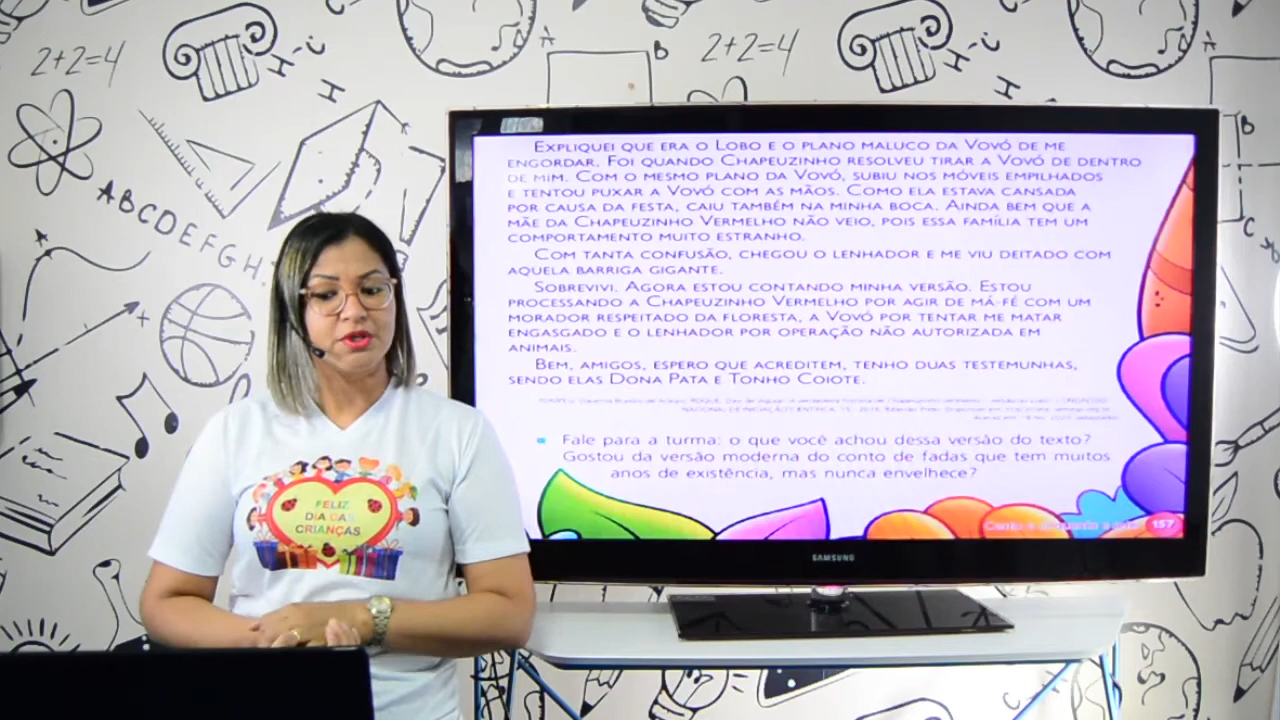 2+2=4
2+2=4
A
B
H-C
H
A
B
C
ABCDEFGH
EXPLIQUEI QUE ERA O LOBO E O PLANO MALUCO DA VOVÓ DE ME
ENGORDAR. FOI QUANDO CHAPEUZINHO RESOLVEU TIRAR A VOVÓ DE DENTRO
DE MIM. COM O MESMO PLANO DA VOVÓ, SUBIU NOS MÓVEIS EMPILHADOS
E TENTOU PUXAR A VOVÓ COM AS MÃOS. COMO ELA ESTAVA CANSADA
POR CAUSA DA FESTA, CAIU TAMBÉM NA MINHA BOCA. AINDA BEM QUE A
MÃE DA CHAPEUZINHO VERMELHO NÃO VEIO, POIS ESSA FAMÍLIA TEM UM
COMPORTAMENTO MUITO ESTRANHO.
COM TANTA CONFUSÃO, CHEGOU O LENHADOR E ME VIU DEITADO COM
AQUELA BARRIGA GIGANTE.
SOBREVIVI. AGORA ESTOU CONTANDO MINHA VERSÃO. ESTOU
PROCESSANDO A CHAPEUZINHO VERMELHO POR AGIR DE MÁ-FÉ COM UM
MORADOR RESPEITADO DA FLORESTA, A VOVÓ POR TENTAR ME MATAR
ENGASGADO E O LENHADOR POR OPERAÇÃO NÃO AUTORIZADA EM
ANIMAIS.
BEM, AMIGOS, ESPERO QUE ACREDITEM, TENHO DUAS TESTEMUNHAS,
SENDO ELAS DONA PATA E TONHO COIOTE.
Fale para a turma: o que você achou dessa versão do texto?
Gostou da versão moderna do conto de fadas que tem muitos
anos de existência, mas nunca envelhece?
157
SAMSUNG
FELIZ
DIA DAS
CRIANÇAS